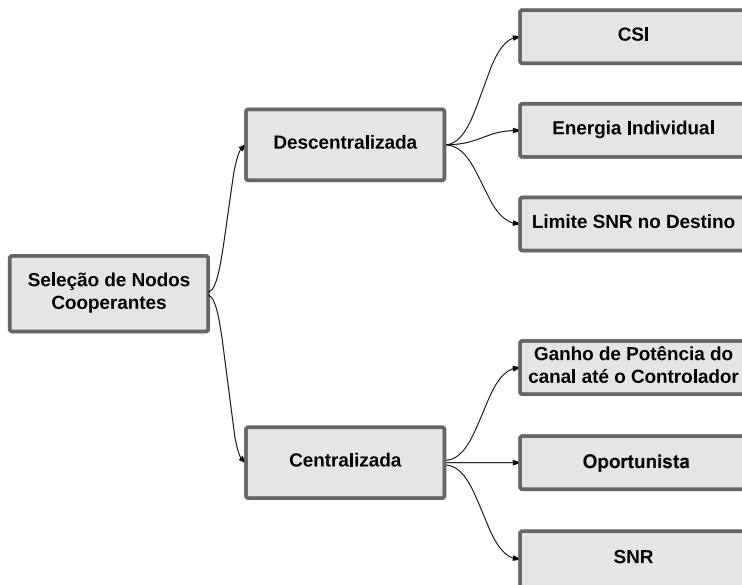 CSI
Descentralizada
Energia Individual
Limite SNR no Destino
Seleção de Nodos
Cooperantes
Ganho de Potência do
canal até o Controlador
Centralizada
Oportunista
SNR